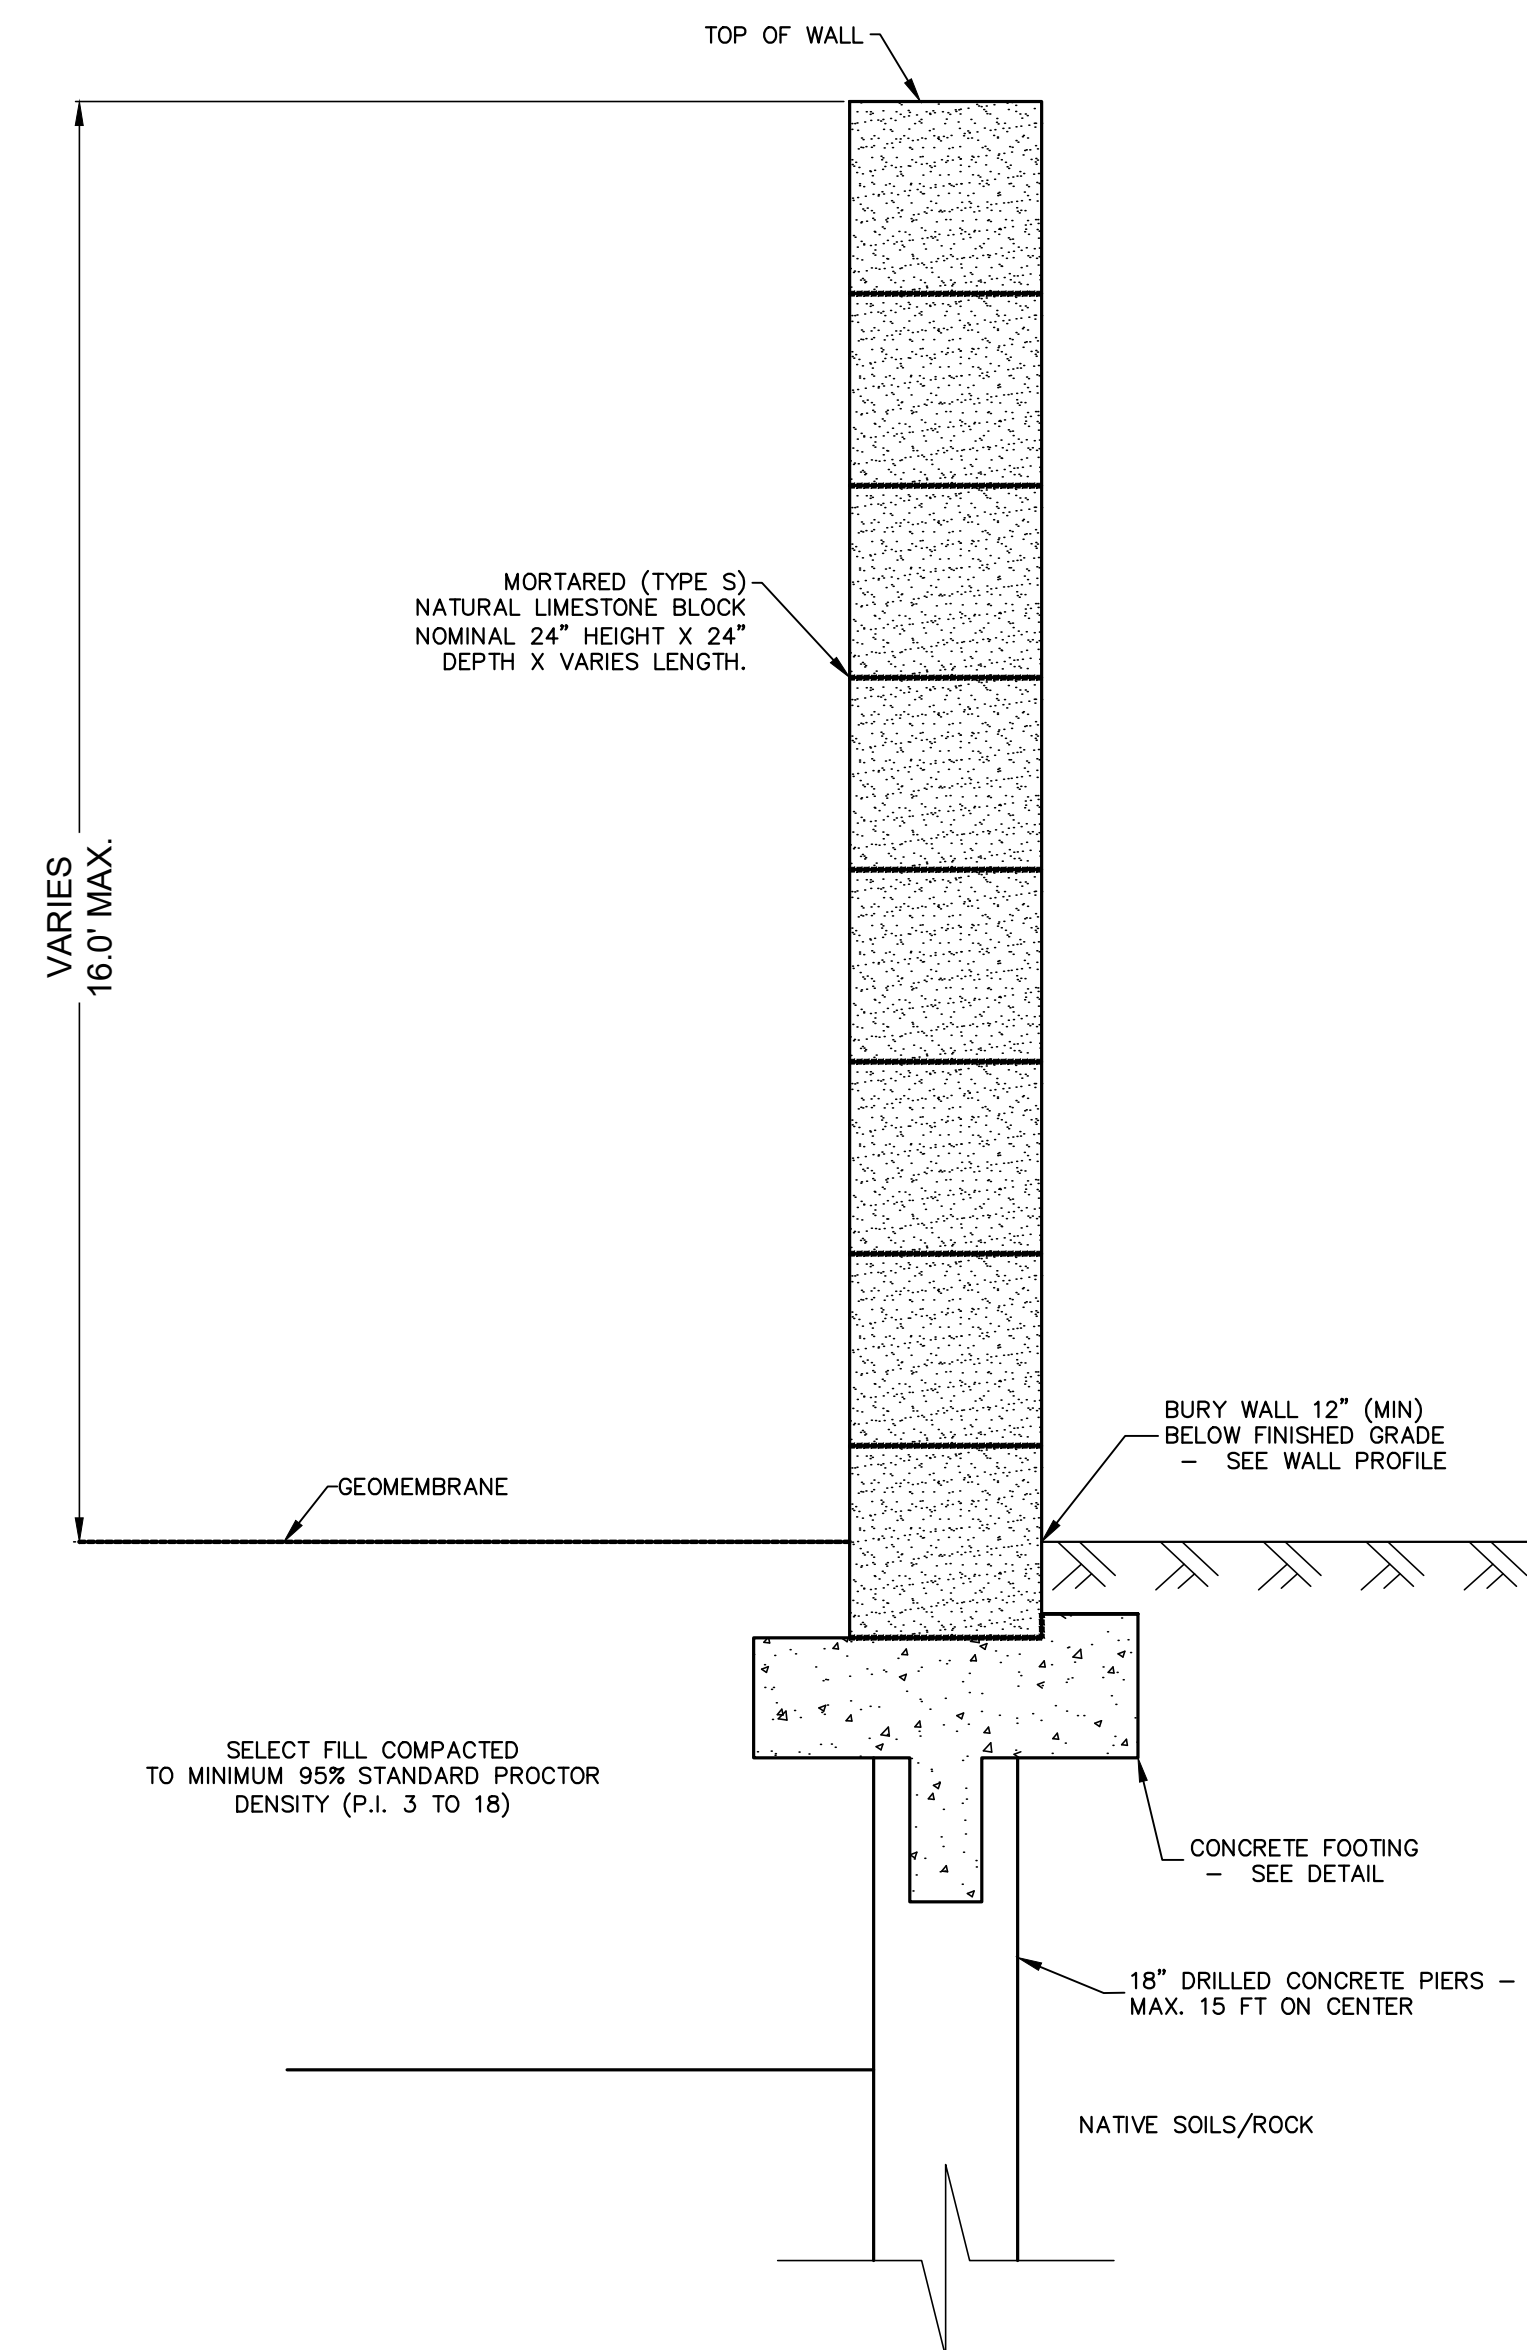 TOP OF WALL
MORTARED (TYPE S)
NATURAL LIMESTONE BLOCK
NOMINAL 24" HEIGHT X 24"
DEPTH X VARIES LENGTH.
VARIES
16.0' MAX.
BURY WALL 12" (MIN)
BELOW FINISHED GRADE
- SEE WALL PROFILE
GEOMEMBRANE
SELECT FILL COMPACTED
TO MINIMUM 95% STANDARD PROCTOR
DENSITY (P.I. 3 TO 18)
CONCRETE FOOTING
- SEE DETAIL
18" DRILLED CONCRETE PIERS -
MAX. 15 FT ON CENTER
NATIVE SOILS/ROCK